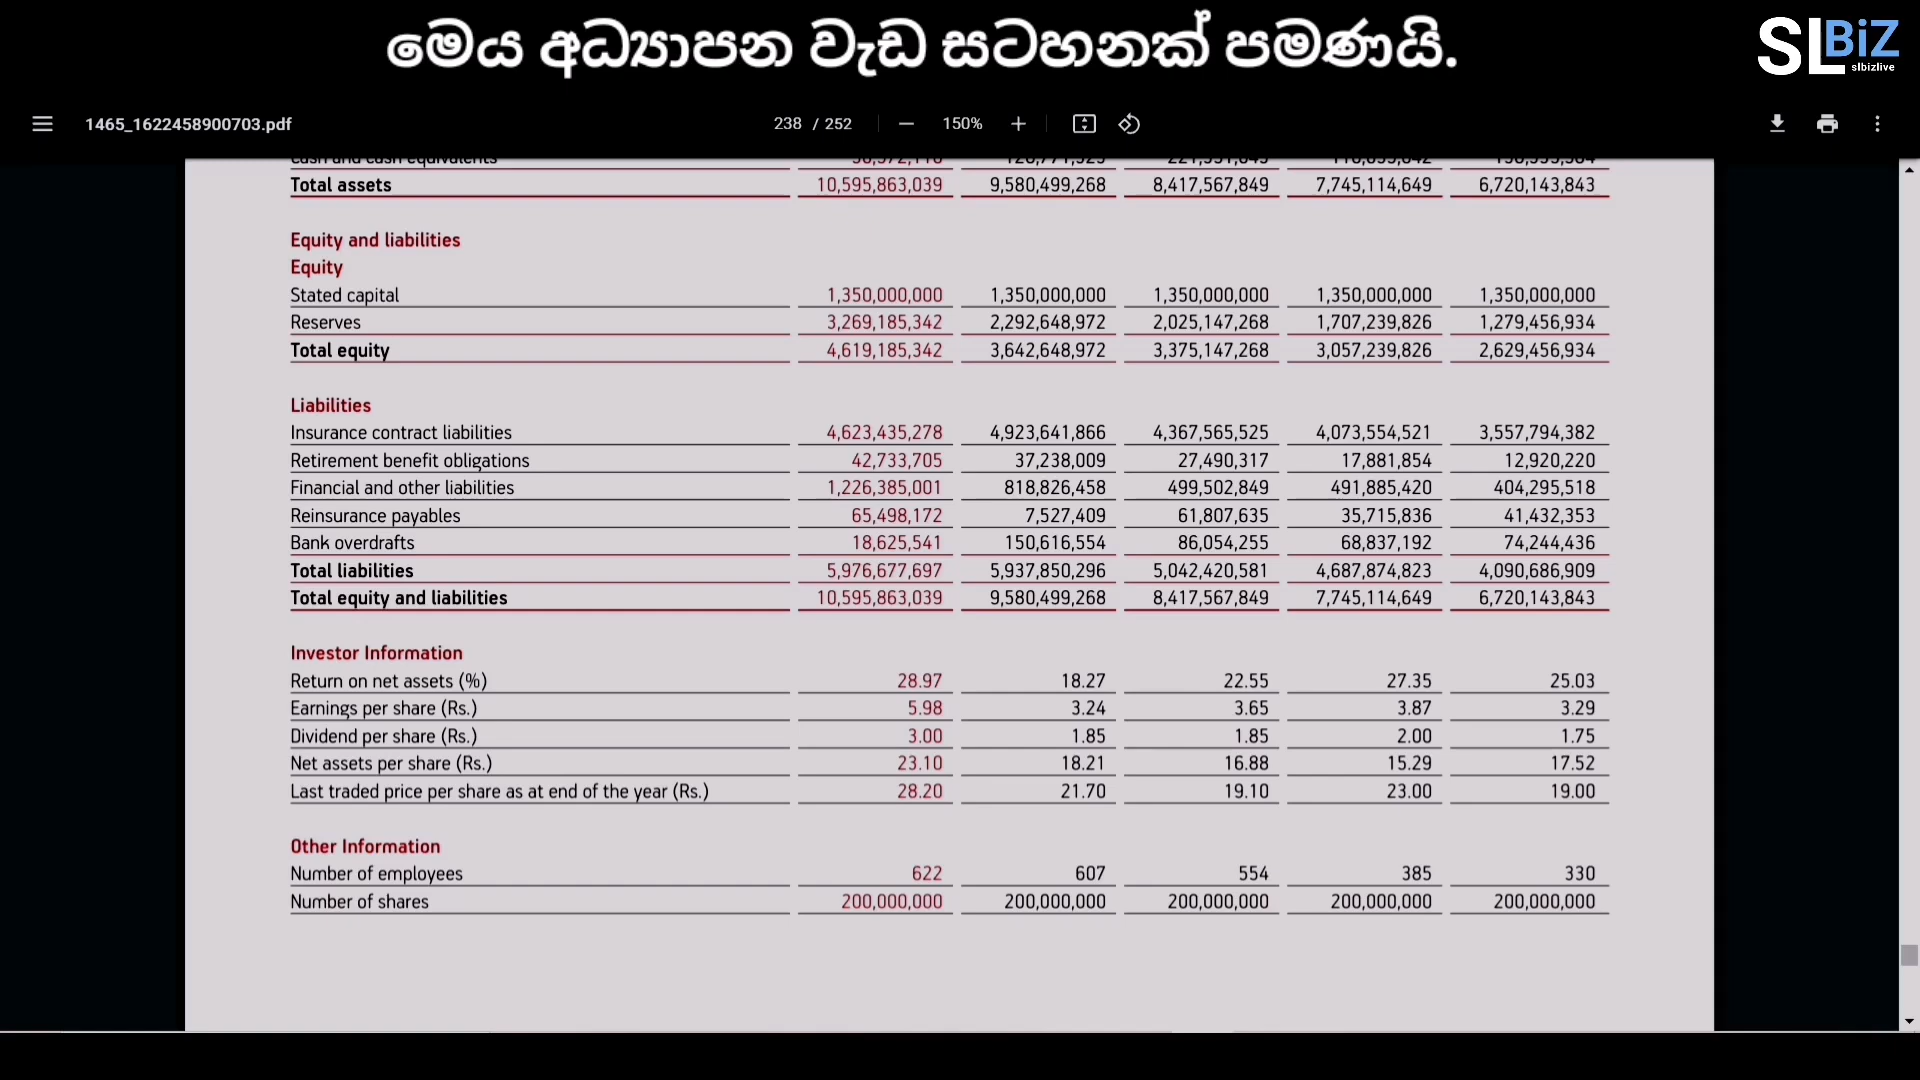 මෙය අධ්‍යාපන වැඩ සටහනක් පමණයි.
SLBiZ
slbizlive
1465_1622458900703.pdf 238 / 252 150%
Total assets 10,595,863,039 9,580,499,268 8,417,567,849 7,745,114,649 6,720,143,843
Equity and liabilities
Equity
Stated capital 1,350,000,000 1,350,000,000 1,350,000,000 1,350,000,000 1,350,000,000
Reserves 3,269,185,342 2,292,648,972 2,025,147,268 1,707,239,826 1,279,456,934
Total equity 4,619,185,342 3,642,648,972 3,375,147,268 3,057,239,826 2,629,456,934
Liabilities
Insurance contract liabilities 4,623,435,278 4,923,641,866 4,367,565,525 4,073,554,521 3,557,794,382
Retirement benefit obligations 42,733,705 37,238,009 27,490,317 17,881,854 12,920,220
Financial and other liabilities 1,226,385,001 818,826,458 499,502,849 491,885,420 404,295,518
Reinsurance payables 65,498,172 7,527,409 61,807,635 35,715,836 41,432,353
Bank overdrafts 18,625,541 150,616,554 86,054,255 68,837,192 74,244,436
Total liabilities 5,976,677,697 5,937,850,296 5,042,420,581 4,687,874,823 4,090,686,909
Total equity and liabilities 10,595,863,039 9,580,499,268 8,417,567,849 7,745,114,649 6,720,143,843
Investor Information
Return on net assets (%) 28.97 18.27 22.55 27.35 25.03
Earnings per share (Rs.) 5.98 3.24 3.65 3.87 3.29
Dividend per share (Rs.) 3.00 1.85 1.85 2.00 1.75
Net assets per share (Rs.) 23.10 18.21 16.88 15.29 17.52
Last traded price per share as at end of the year (Rs.) 28.20 21.70 19.10 23.00 19.00
Other Information
Number of employees 622 607 554 385 330
Number of shares 200,000,000 200,000,000 200,000,000 200,000,000 200,000,000